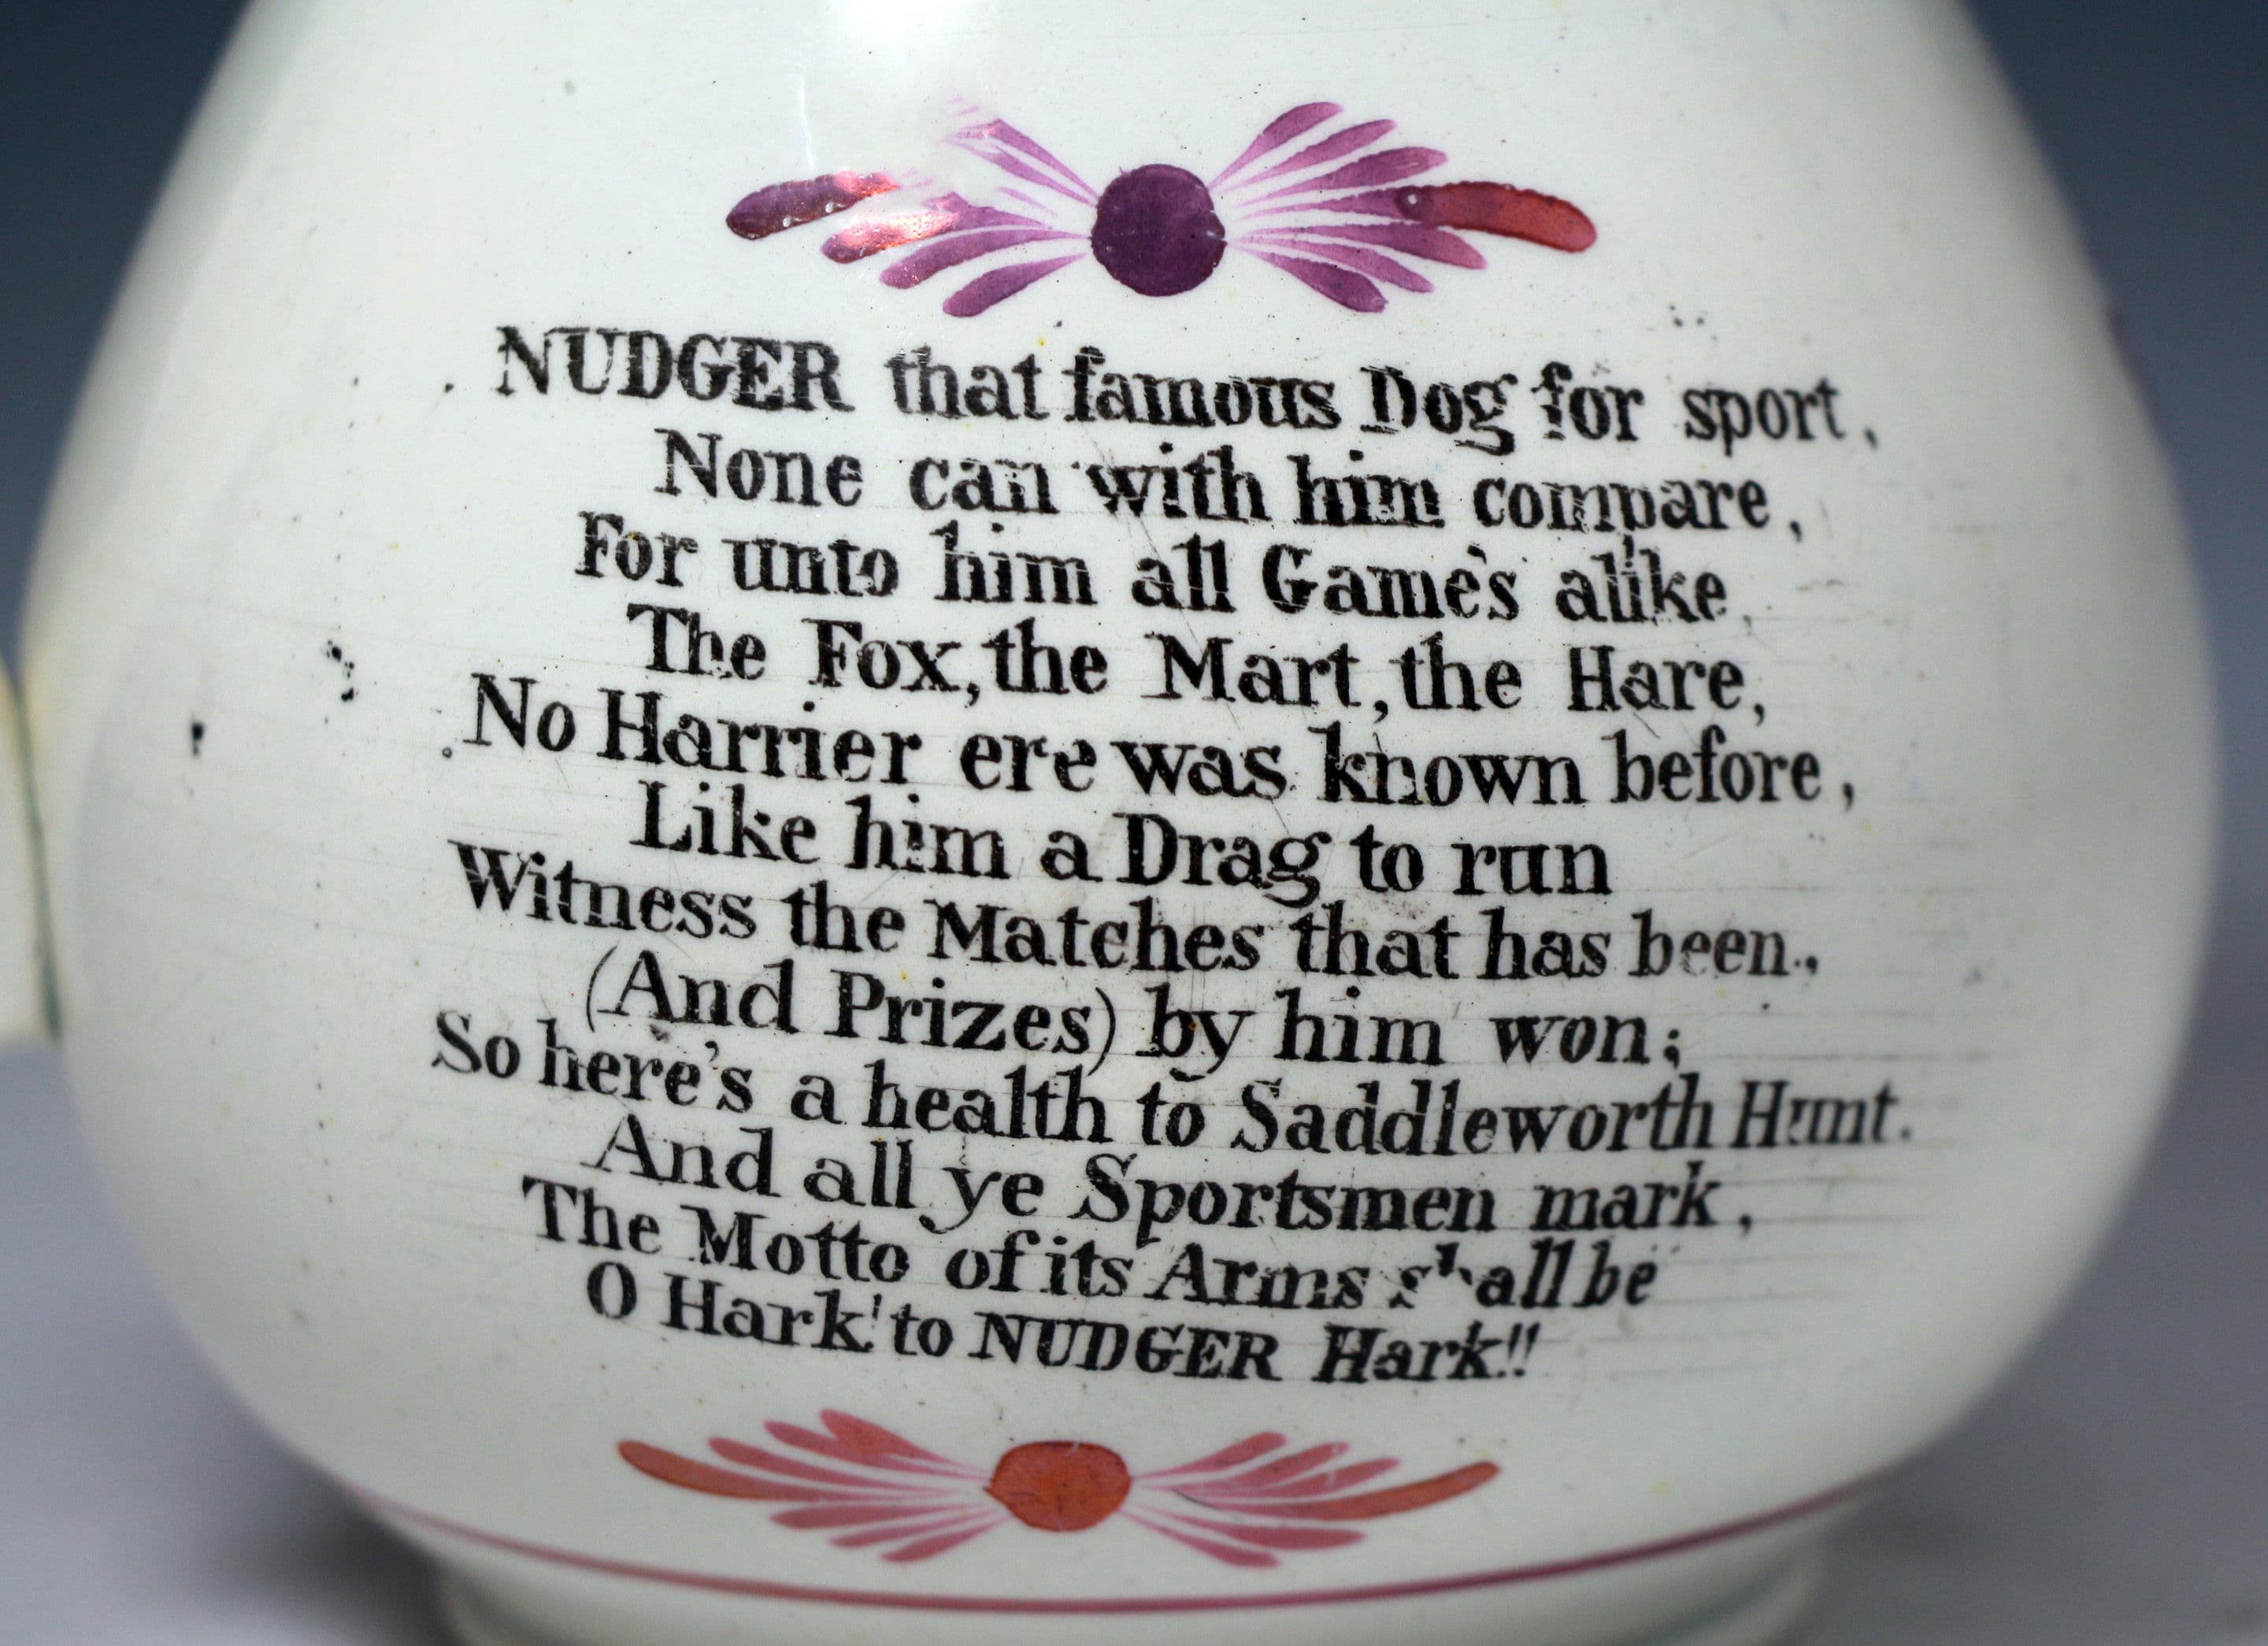 NUDGER that famous Dog for sport,
None can with him compare,
For unto him all Game's alike,
The Fox, the Mart, the Hare,
No Harrier ere was known before,
Like him a Drag to run
Witness the Matches that has been,
(And Prizes) by him won;
So here's a health to Saddleworth Hunt.
And all ye Sportsmen mark,
The Motto of its Arms shall be
O Hark! to NUDGER Hark!!